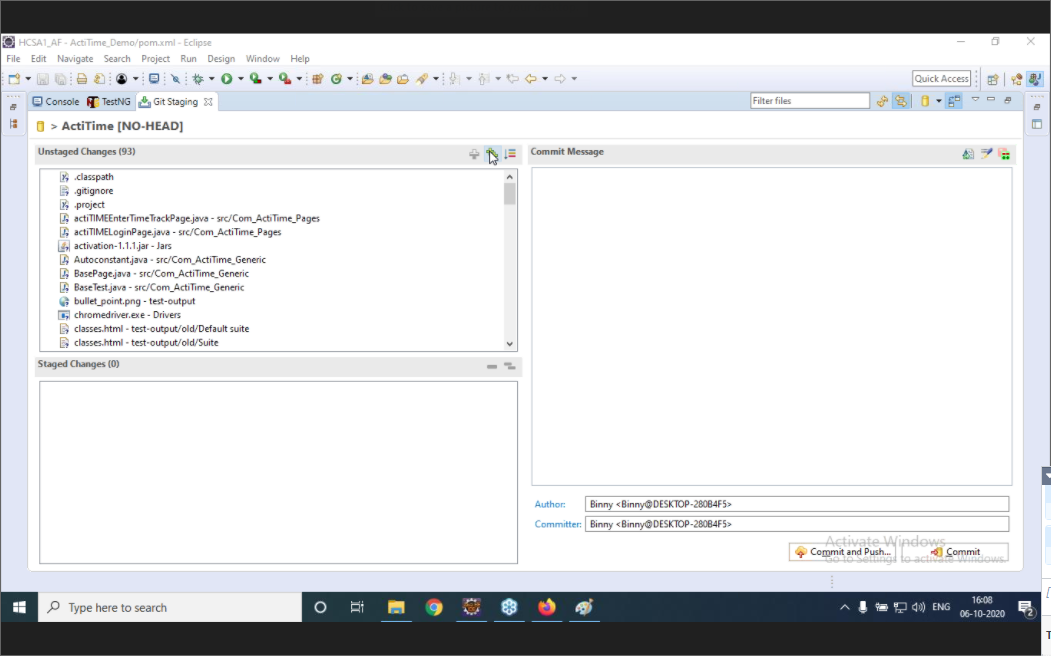 HCSA1_AF - ActiTime_Demo/pom.xml - Eclipse
File Edit Navigate Search Project Run Design Window Help
Quick Access
Console TestNG Git Staging
Filter files
> ActiTime [NO-HEAD]
Unstaged Changes (93)
.classpath
.gitignore
.project
actiTIMEEnterTimeTrackPage.java - src/Com_ActiTime_Pages
actiTIMELoginPage.java - src/Com_ActiTime_Pages
activation-1.1.1.jar - Jars
Autoconstant.java - src/Com_ActiTime_Generic
BasePage.java - src/Com_ActiTime_Generic
BaseTest.java - src/Com_ActiTime_Generic
bullet_point.png - test-output
chromedriver.exe - Drivers
classes.html - test-output/old/Default suite
classes.html - test-output/old/Suite
Staged Changes (0)
Commit Message
Author: Binny <Binny@DESKTOP-280B4F5>
Committer: Binny <Binny@DESKTOP-280B4F5>
Activate Windows
Go to Settings to activate Windows.
Commit and Push... Commit
Type here to search
ENG
16:08
06-10-2020
2